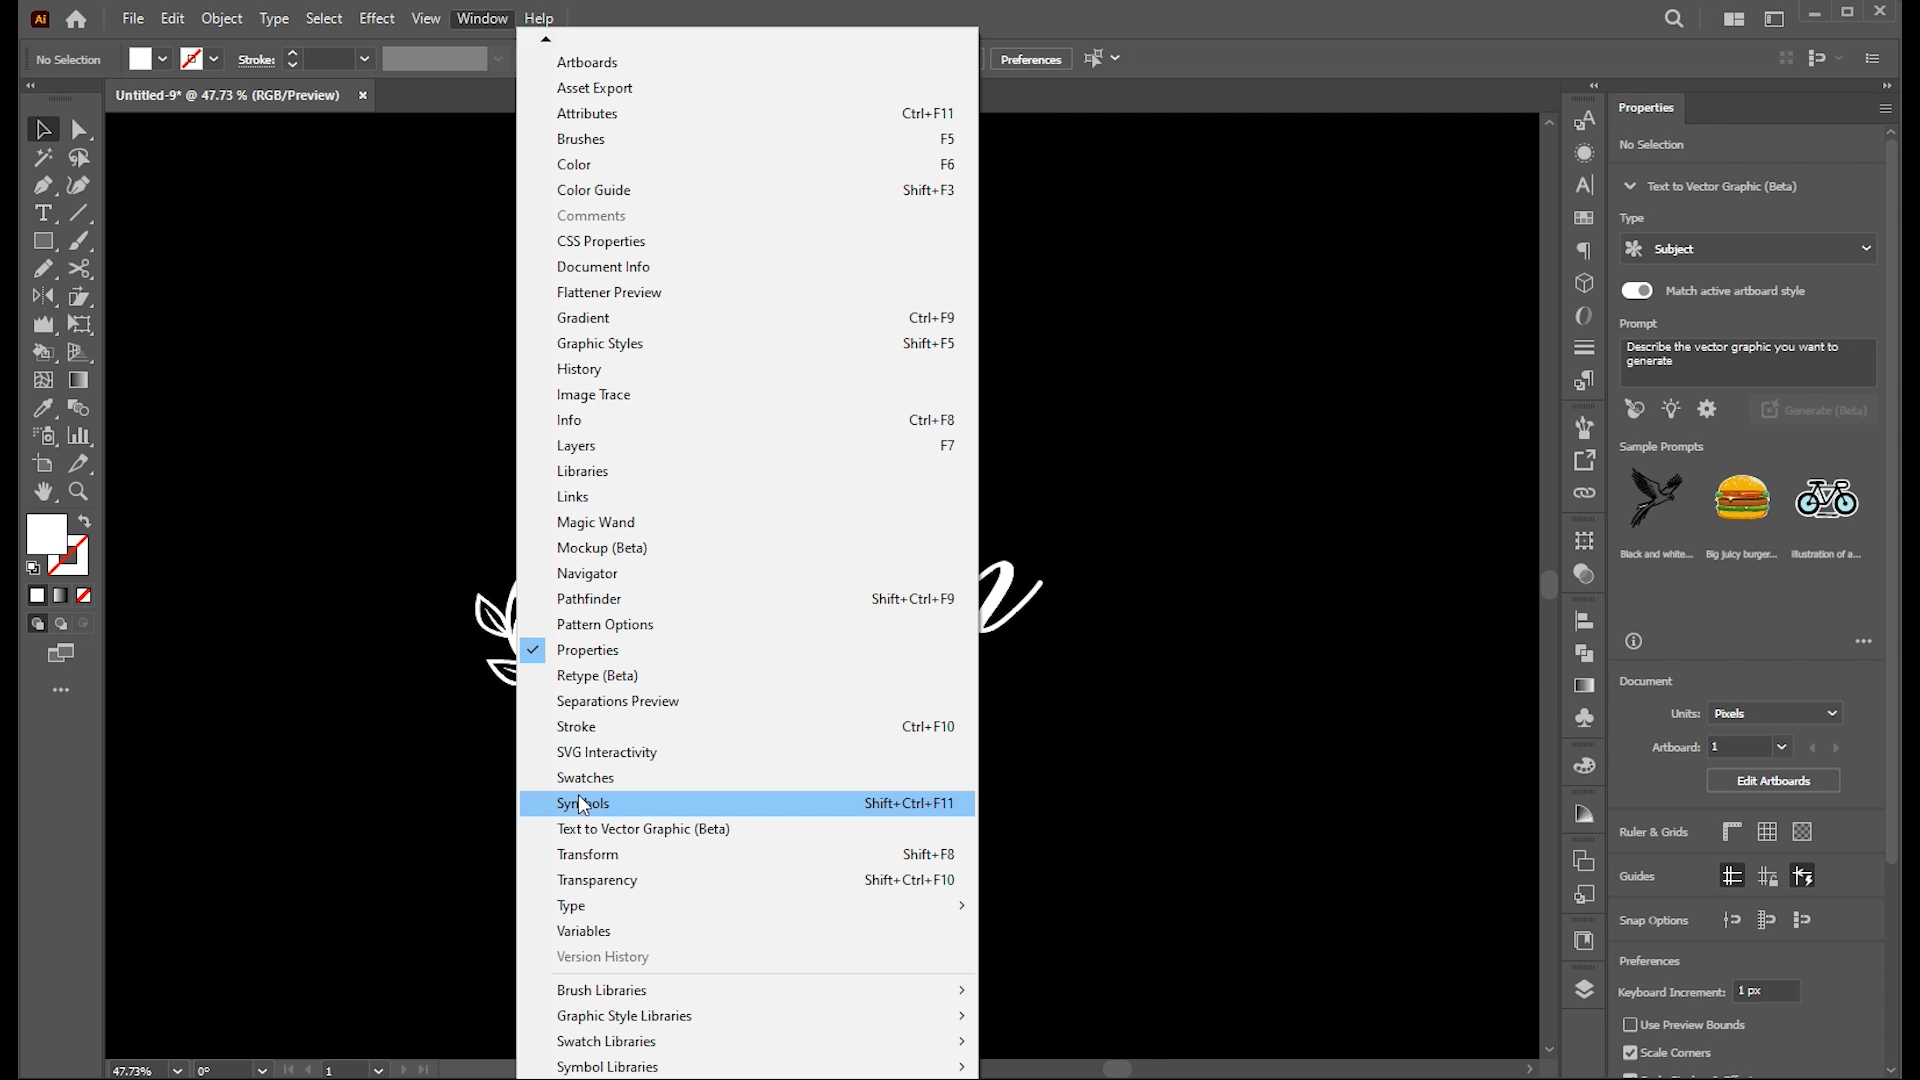 Ai File Edit Object Type Select Effect View Window Help
No Selection Stroke: Preferences
Untitled-9* @ 47.73 % (RGB/Preview)
Artboards
Asset Export
Attributes Ctrl+F11
Brushes F5
Color F6
Color Guide Shift+F3
Comments
CSS Properties
Document Info
Flattener Preview
Gradient Ctrl+F9
Graphic Styles Shift+F5
History
Image Trace
Info Ctrl+F8
Layers F7
Libraries
Links
Magic Wand
Mockup (Beta)
Navigator
Pathfinder Shift+Ctrl+F9
Pattern Options
Properties
Retype (Beta)
Separations Preview
Stroke Ctrl+F10
SVG Interactivity
Swatches
Symbols Shift+Ctrl+F11
Text to Vector Graphic (Beta)
Transform Shift+F8
Transparency Shift+Ctrl+F10
Type
Variables
Version History
Brush Libraries
Graphic Style Libraries
Swatch Libraries
Symbol Libraries
Properties
No Selection
Text to Vector Graphic (Beta)
Type
Subject
Match active artboard style
Prompt
Describe the vector graphic you want to
generate
Generate (Beta)
Sample Prompts
Black and white... Big juicy burger... Illustration of a...
Document
Units: Pixels
Artboard: 1
Edit Artboards
Ruler & Grids
Guides
Snap Options
Preferences
Keyboard Increment: 1 px
Use Preview Bounds
Scale Corners
47.73% 0° 1